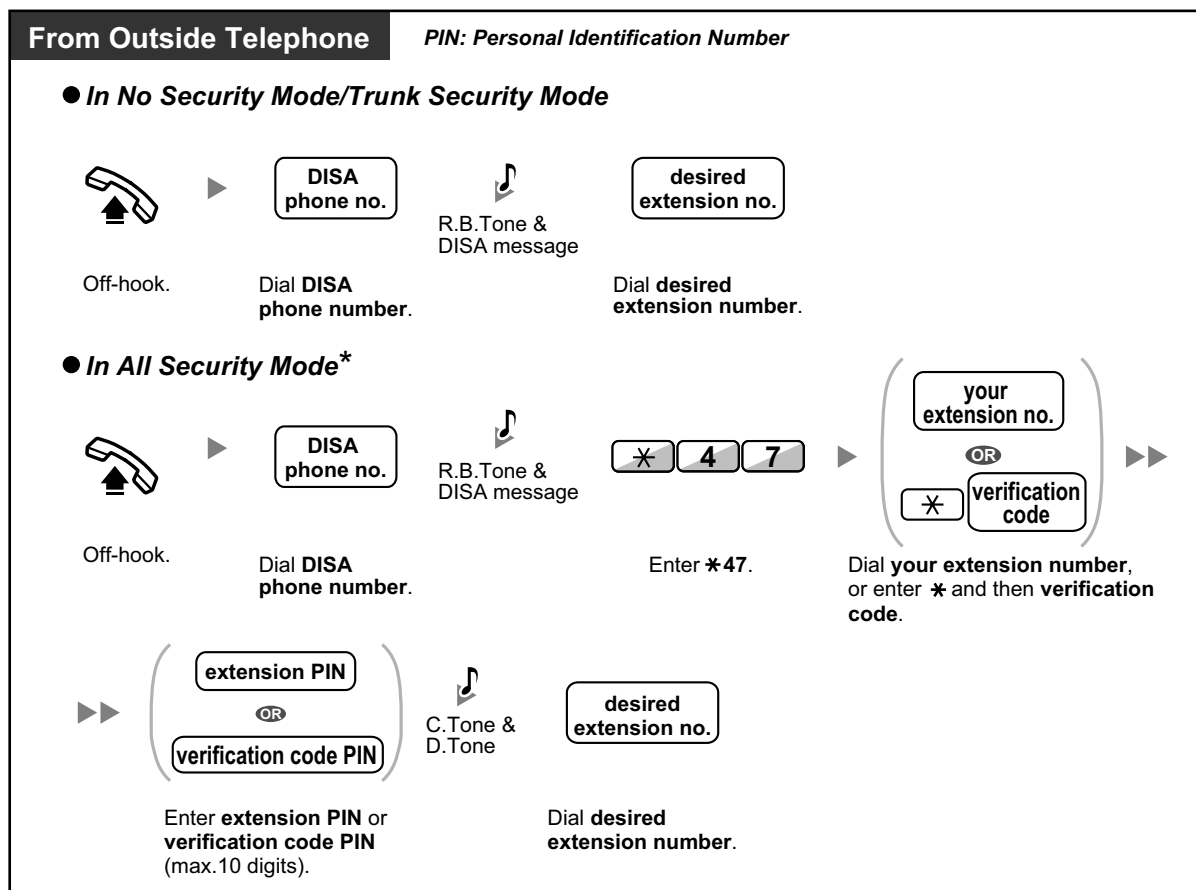 From Outside Telephone
PIN: Personal Identification Number
● In No Security Mode/Trunk Security Mode
DISA
phone no.
R.B.Tone &
DISA message
desired
extension no.
Off-hook.
Dial DISA
phone number.
Dial desired
extension number.
● In All Security Mode*
DISA
phone no.
R.B.Tone &
DISA message
* 4 7
your
extension no.
OR
* verification
code
Off-hook.
Dial DISA
phone number.
Enter *47.
Dial your extension number,
or enter * and then verification
code.
extension PIN
OR
verification code PIN
C.Tone &
D.Tone
desired
extension no.
Enter extension PIN or
verification code PIN
(max.10 digits).
Dial desired
extension number.